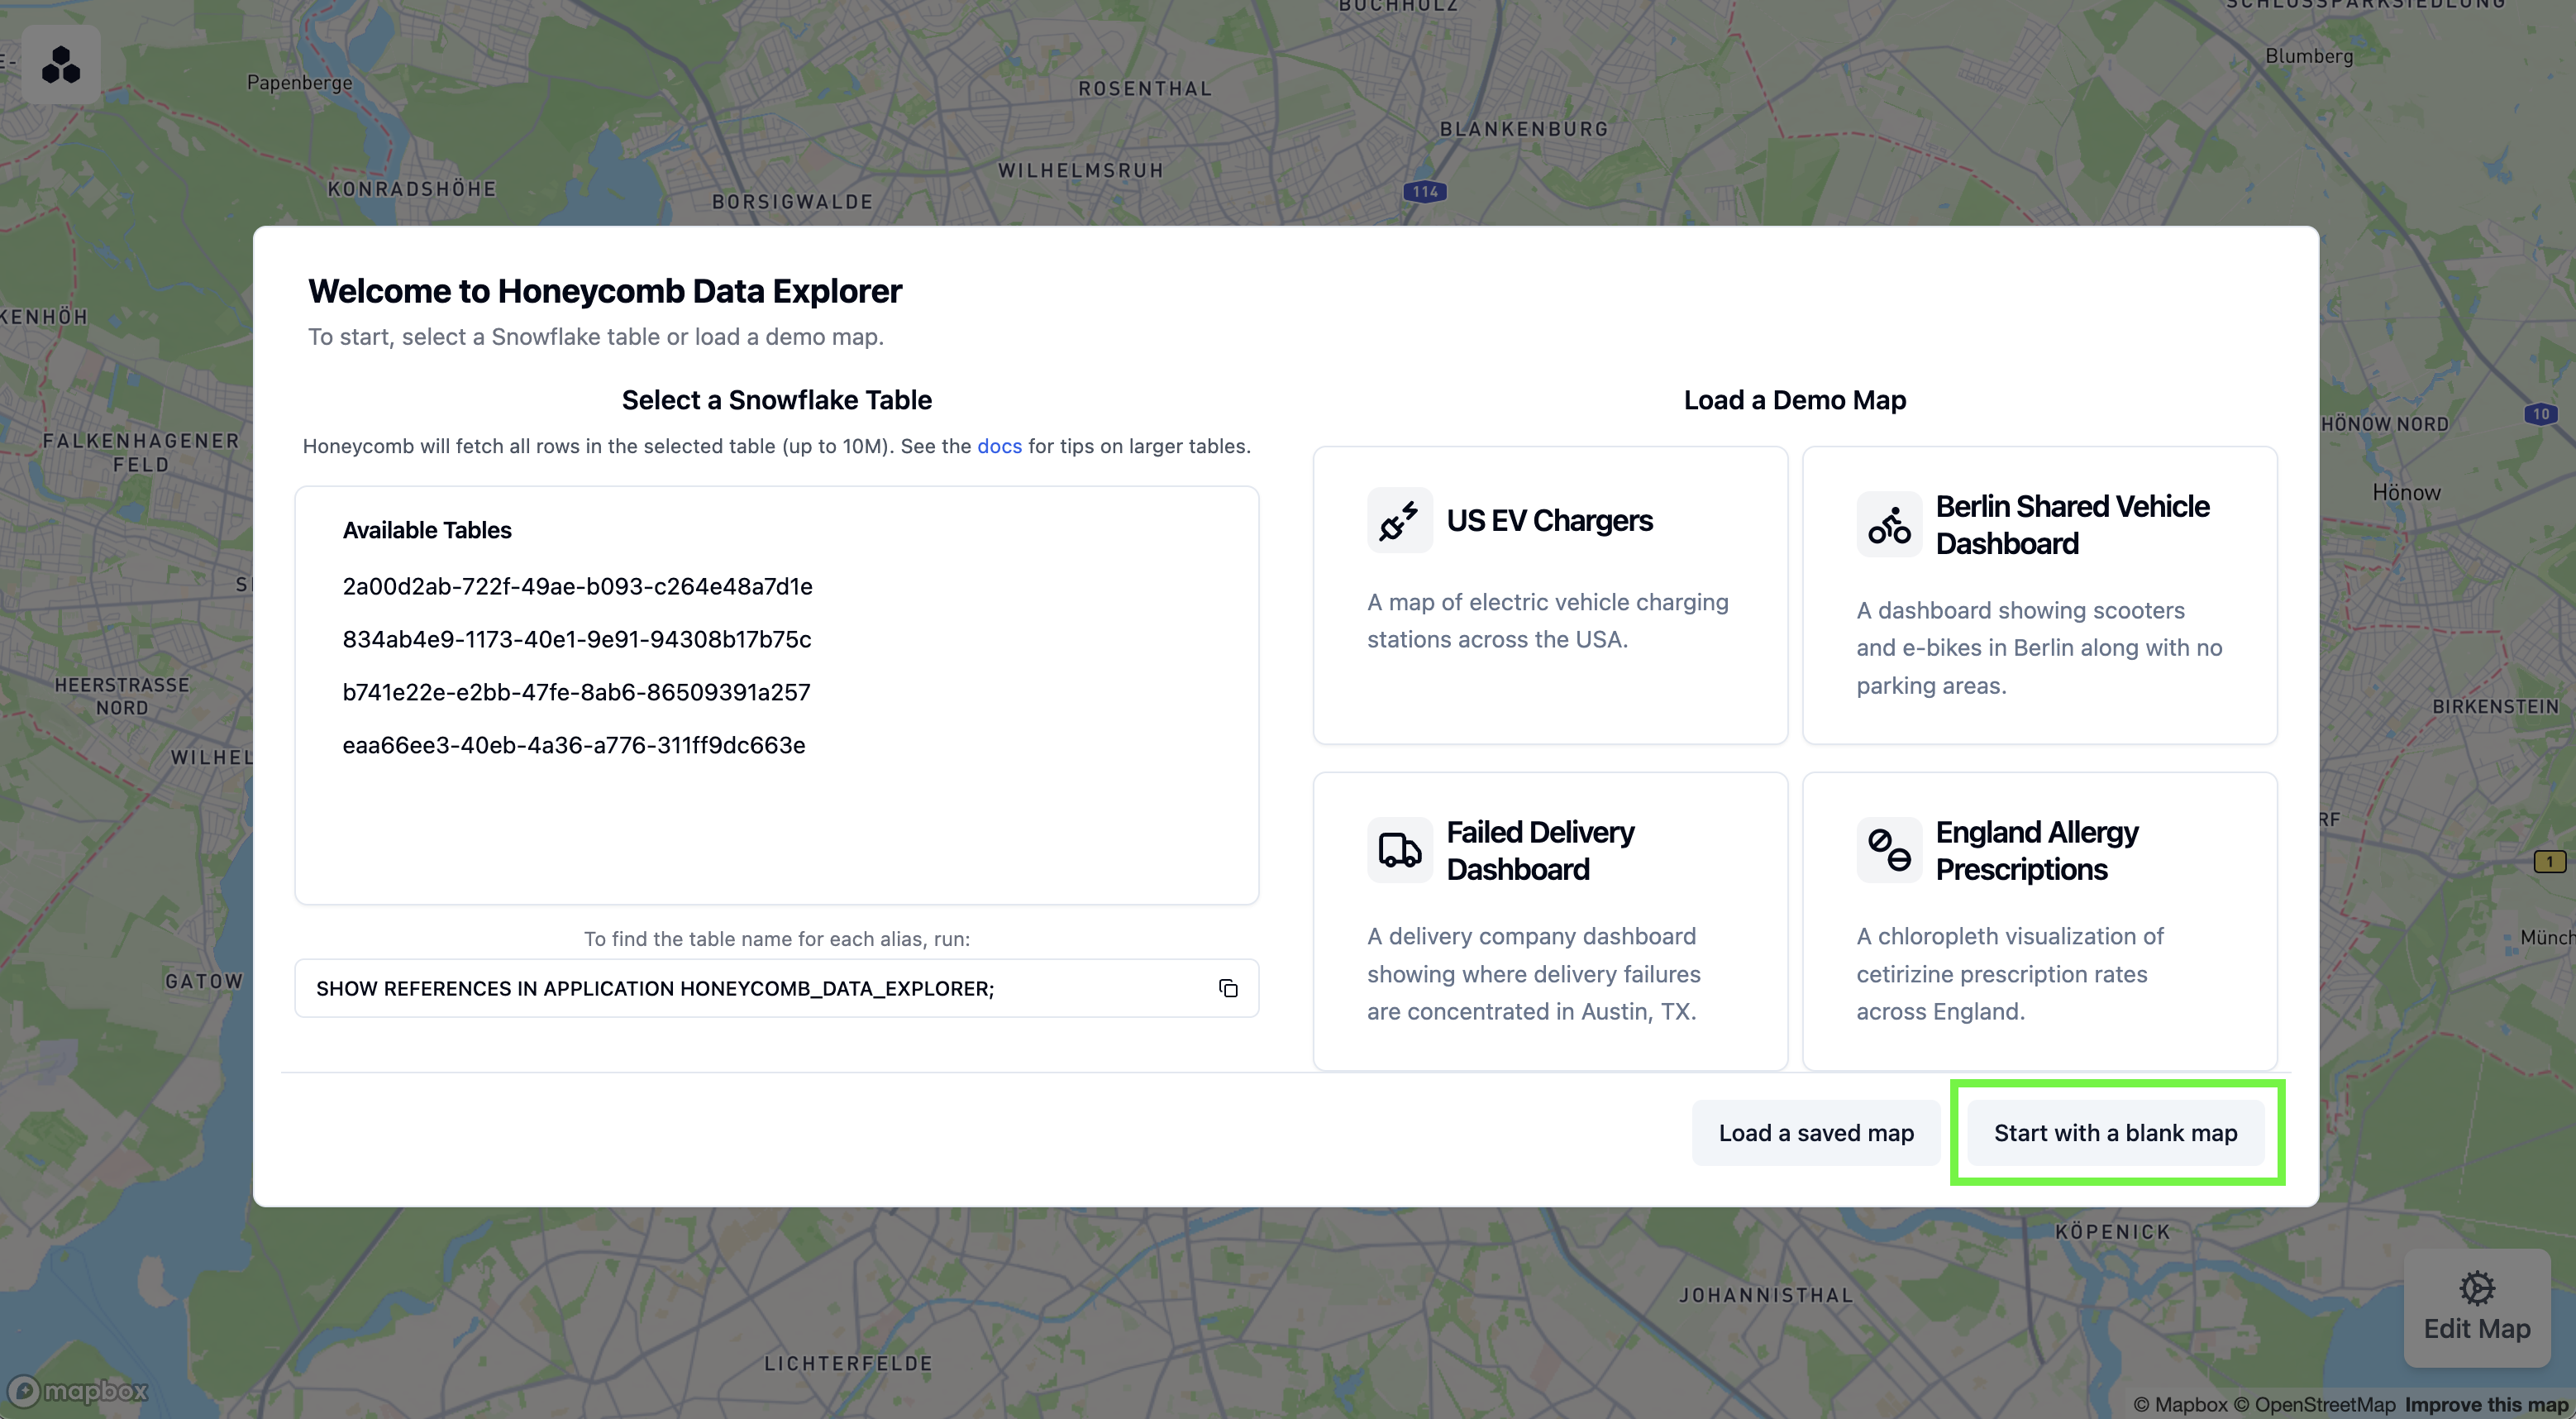 BUCHHOLZ
SCHLOSSPARKSIEDLUNG
Blumberg
Papenberge
ROSENTHAL
BLANKENBURG
WILHELMSRUH
KONRADSHÖHE
BORSIGWALDE
114
Welcome to Honeycomb Data Explorer
To start, select a Snowflake table or load a demo map.
Select a Snowflake Table
Honeycomb will fetch all rows in the selected table (up to 10M). See the docs for tips on larger tables.
Available Tables
2a00d2ab-722f-49ae-b093-c264e48a7d1e
834ab4e9-1173-40e1-9e91-94308b17b75c
b741e22e-e2bb-47fe-8ab6-86509391a257
eaa66ee3-40eb-4a36-a776-311ff9dc663e
To find the table name for each alias, run:
SHOW REFERENCES IN APPLICATION HONEYCOMB_DATA_EXPLORER;
Load a Demo Map
US EV Chargers
A map of electric vehicle charging
stations across the USA.
Berlin Shared Vehicle
Dashboard
A dashboard showing scooters
and e-bikes in Berlin along with no
parking areas.
Failed Delivery
Dashboard
A delivery company dashboard
showing where delivery failures
are concentrated in Austin, TX.
England Allergy
Prescriptions
A chloropleth visualization of
cetirizine prescription rates
across England.
Load a saved map
Start with a blank map
KENHÖH
FALKENHAGENER
FELD
HEERSTRASSE
NORD
WILHEL
GATOW
10
HÖNOW NORD
Hönow
BIRKENSTEIN
RF
1
Münch
KÖPENICK
JOHANNISTHAL
LICHTERFELDE
Edit Map
mapbox
© Mapbox © OpenStreetMap Improve this map